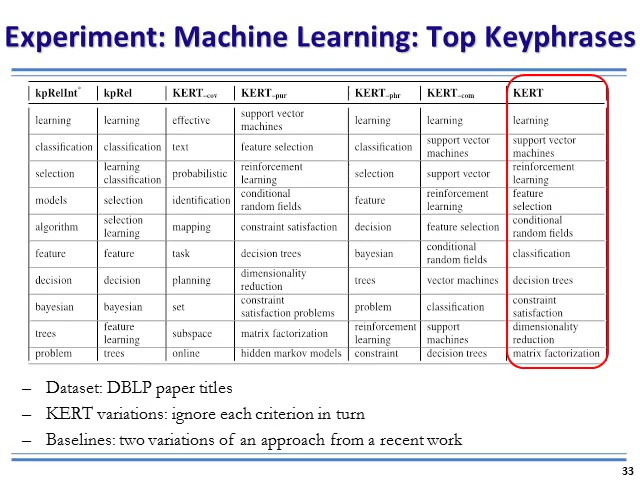 Experiment: Machine Learning: Top Keyphrases
kpRelInt* kpRel KERT–cov KERT–pur KERT–phr KERT–com KERT
learning learning effective support vector machines learning learning learning
classification classification text feature selection classification support vector machines support vector machines
selection learning classification probabilistic reinforcement learning selection support vector reinforcement learning
models selection identification conditional random fields feature reinforcement learning feature selection
algorithm selection learning mapping constraint satisfaction decision feature selection conditional random fields
feature feature task decision trees bayesian conditional random fields classification
decision decision planning dimensionality reduction trees vector machines decision trees
bayesian bayesian set constraint satisfaction problems problem classification constraint satisfaction
trees feature learning subspace matrix factorization reinforcement learning support machines dimensionality reduction
problem trees online hidden markov models constraint decision trees matrix factorization
– Dataset: DBLP paper titles
– KERT variations: ignore each criterion in turn
– Baselines: two variations of an approach from a recent work
33